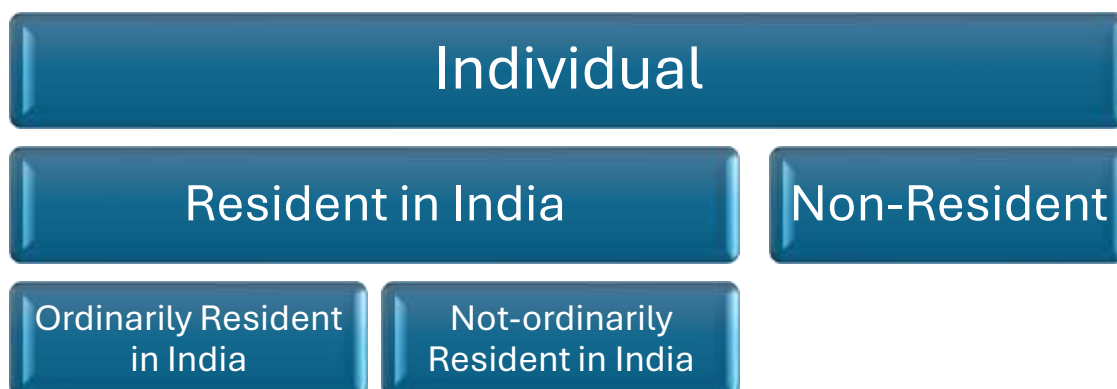 Individual
Resident in India
Non-Resident
Ordinarily Resident
in India
Not-ordinarily
Resident in India